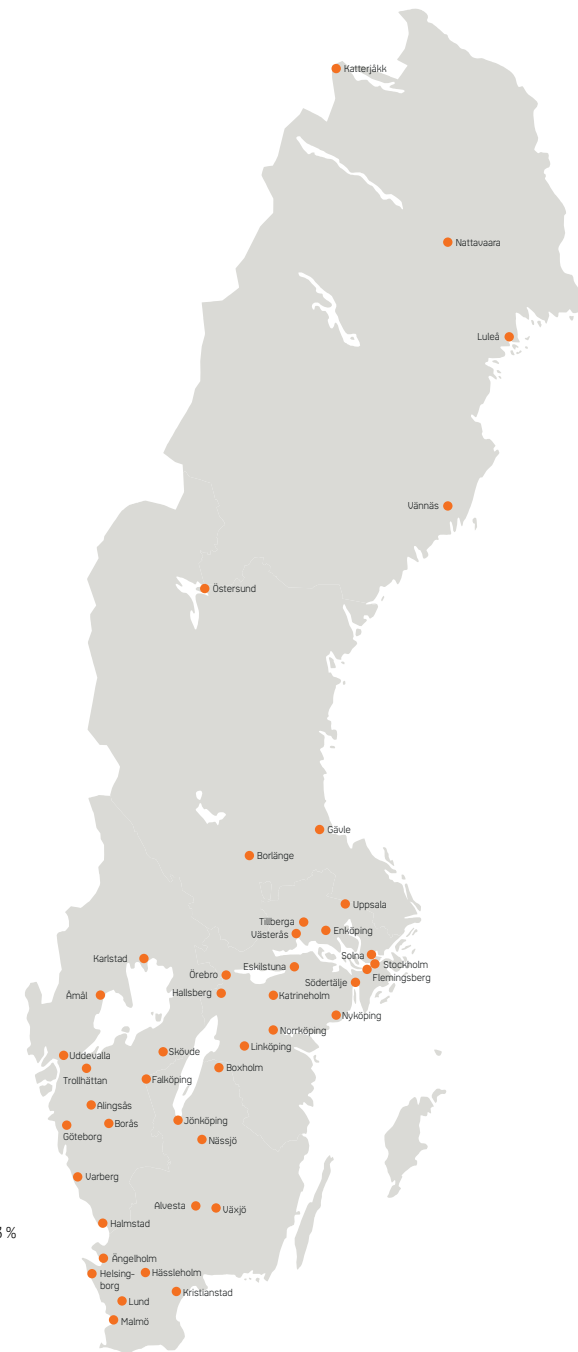 Katterjåkk
Nattavaara
Luleå
Vännäs
Östersund
Gävle
Borlänge
Uppsala
Tillberga
Enköping
Västerås
Solna
Karlstad
Stockholm
Eskilstuna
Flemingsberg
Örebro
Södertälje
Hallsberg
Katrineholm
Åmål
Nyköping
Norrköping
Linköping
Skövde
Uddevalla
Boxholm
Trollhättan
Falköping
Alingsås
Jönköping
Borås
Göteborg
Nässjö
Varberg
Alvesta
Växjö
Halmstad
%
Ängelholm
Hässleholm
Helsing-
borg
Kristianstad
Lund
Malmö